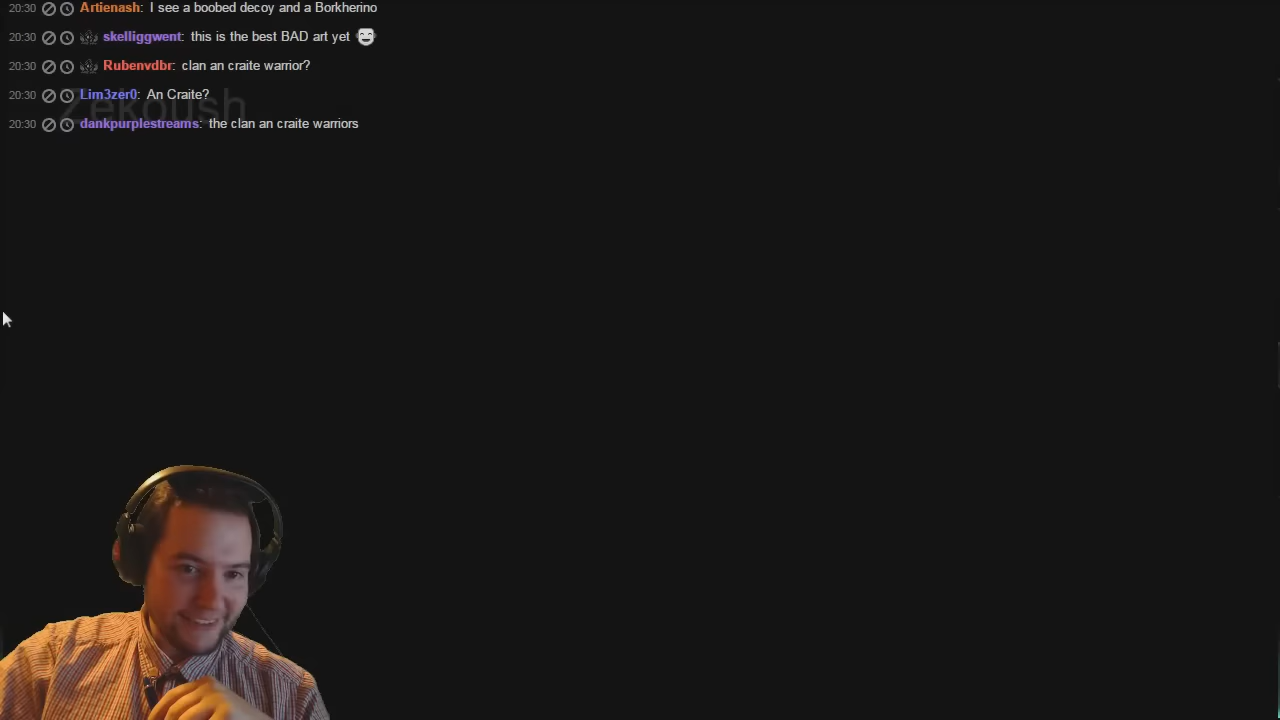 20:30 Artienash: I see a boobed decoy and a Borkherino
20:30 skelliggwent: this is the best BAD art yet
20:30 Rubenvdbr: clan an craite warrior?
20:30 Lim3zer0: An Craite?
Zekoush
20:30 dankpurplestreams: the clan an craite warriors